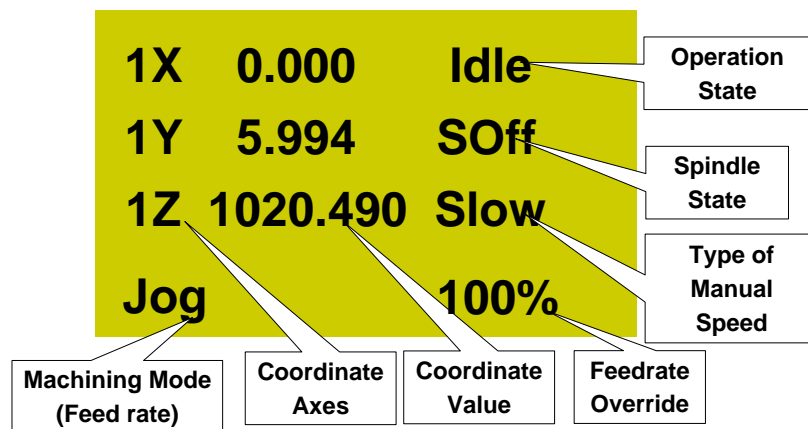 1X 0.000 Idle
1Y 5.994 SOff
1Z 1020.490 Slow
Jog 100%
Operation
State
Spindle
State
Type of
Manual
Speed
Machining Mode
(Feed rate)
Coordinate
Axes
Coordinate
Value
Feedrate
Override